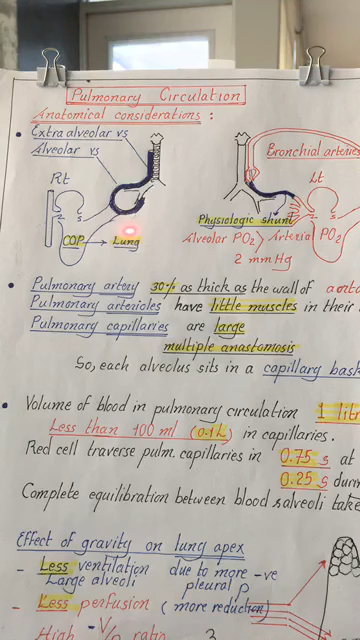 Pulmonary Circulation
Anatomical considerations :
Extra alveolar vs
Alveolar vs
Bronchial arteries
Rt
Lt
COP → Lung
Physiologic shunt
Alveolar PO₂ > Arterial PO₂
2 mmHg
• Pulmonary artery 30% as thick as the wall of aorta
Pulmonary arterioles have little muscles in their
Pulmonary capillaries are large
multiple anastomosis
So, each alveolus sits in a capillary bask
• Volume of blood in pulmonary circulation 1 litr
Less than 100 ml (0.1 L) in capillaries.
Red cell traverse pulm. capillaries in 0.75 s at
0.25 s durin
Complete equilibration between blood & alveoli take
Effect of gravity on lung apex
- Less ventilation due to more -ve
Large alveoli pleural p
- Less perfusion (more reduction)
High V/Q ratio 3